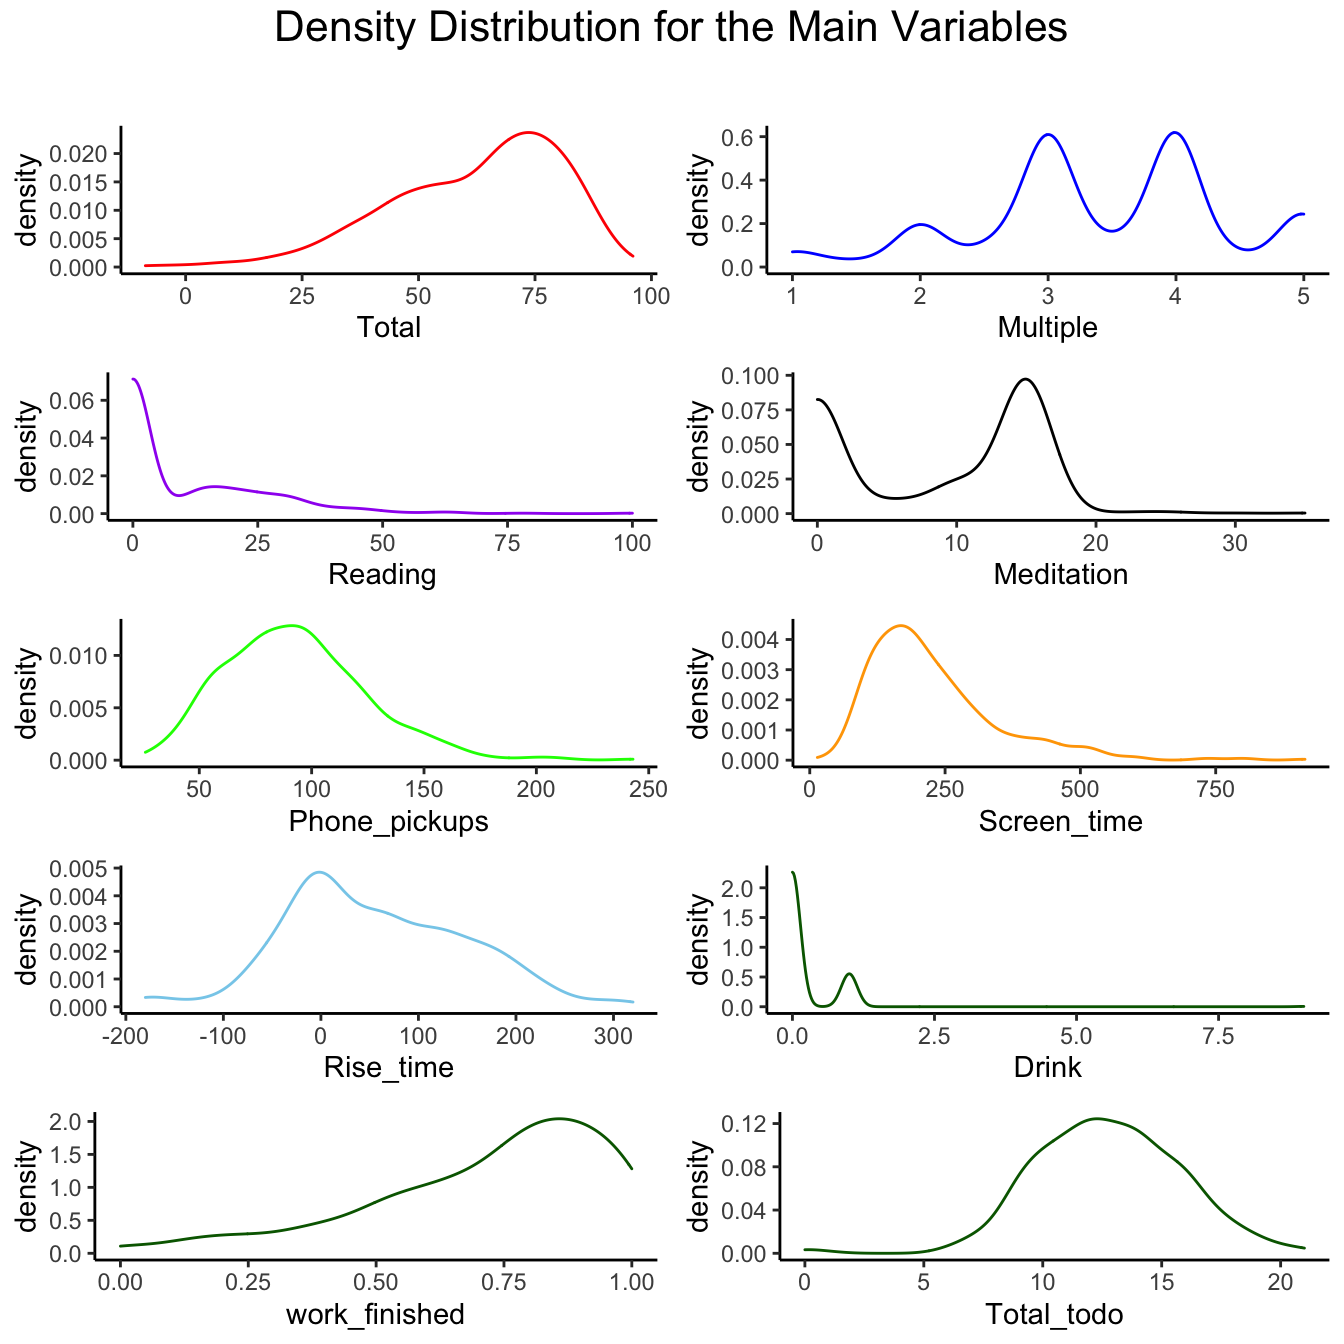 Density Distribution for the Main Variables
density
0.020
0.015
0.010
0.005
0.000
0 25 50 75 100
Total
density
0.6
0.4
0.2
0.0
1 2 3 4 5
Multiple
density
0.06
0.04
0.02
0.00
0 25 50 75 100
Reading
density
0.100
0.075
0.050
0.025
0.000
0 10 20 30
Meditation
density
0.010
0.005
0.000
50 100 150 200 250
Phone_pickups
density
0.004
0.003
0.002
0.001
0.000
0 250 500 750
Screen_time
density
0.005
0.004
0.003
0.002
0.001
0.000
-200 -100 0 100 200 300
Rise_time
density
2.0
1.5
1.0
0.5
0.0
0.0 2.5 5.0 7.5
Drink
density
2.0
1.5
1.0
0.5
0.0
0.00 0.25 0.50 0.75 1.00
work_finished
density
0.12
0.08
0.04
0.00
0 5 10 15 20
Total_todo